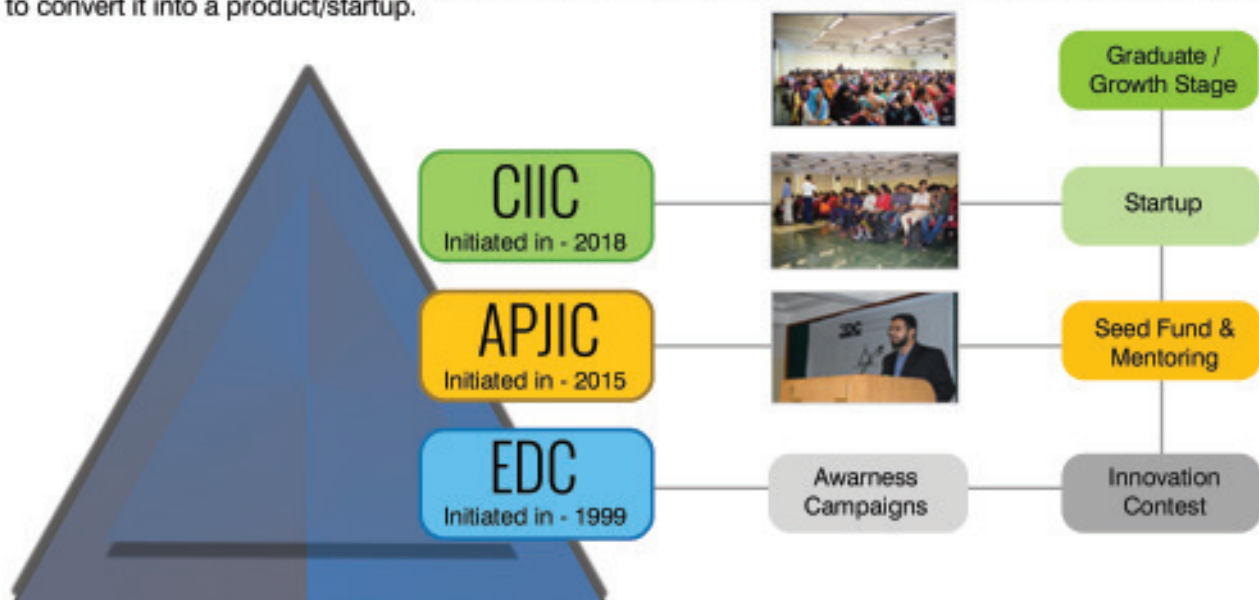 to convert it into a product/startup.
Graduate /
Growth Stage
CIIC
Initiated in - 2018
Startup
APJIC
Initiated in - 2015
Seed Fund &
Mentoring
EDC
Initiated in - 1999
Awarness
Campaigns
Innovation
Contest